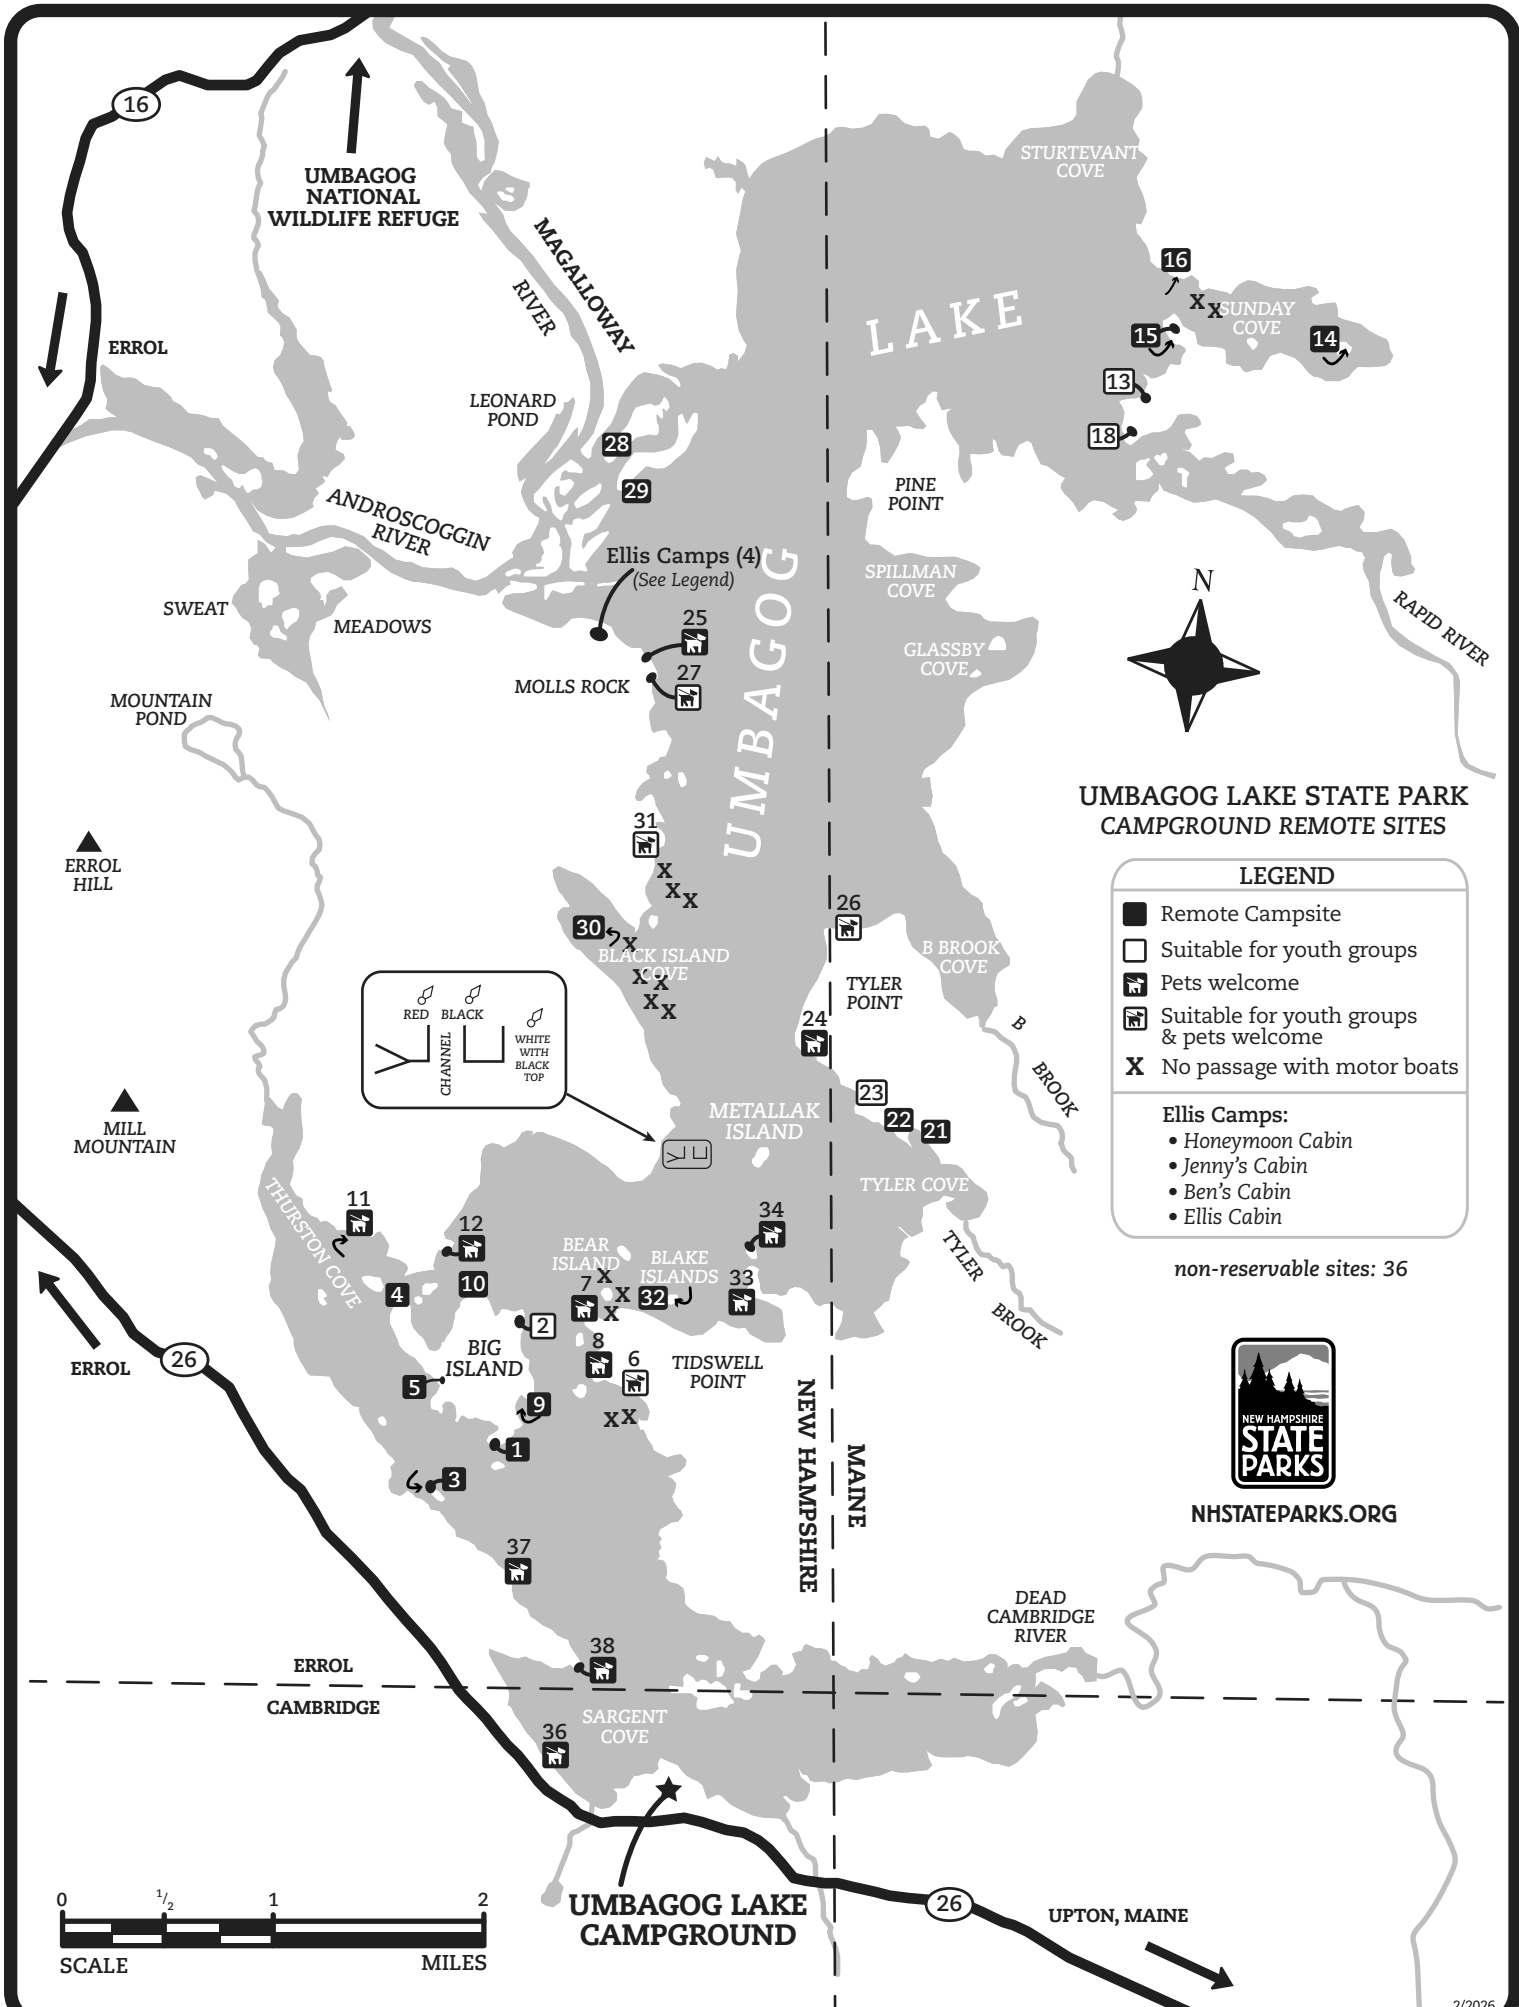 16
UMBAGOG
NATIONAL
WILDLIFE REFUGE
STURTEVANT
COVE
MAGALLOWAY
RIVER
16
SUNDAY
COVE
X
X
LAKE
15
14
ERROL
13
LEONARD
POND
18
28
29
PINE
POINT
ANDROSCOGGIN
RIVER
Ellis Camps (4)
(See Legend)
SPILLMAN
COVE
N
SWEAT
MEADOWS
RAPID RIVER
25
GLASSBY
COVE
27
MOLLS ROCK
UMBAGOG
MOUNTAIN
POND
UMBAGOG LAKE STATE PARK
CAMPGROUND REMOTE SITES
31
ERROL
HILL
X
X
X
LEGEND
Remote Campsite
Suitable for youth groups
Pets welcome
Suitable for youth groups
& pets welcome
X No passage with motor boats
Ellis Camps:
• Honeymoon Cabin
• Jenny's Cabin
• Ben's Cabin
• Ellis Cabin
non-reservable sites: 36
26
30
X
BLACK ISLAND
COVE
X
X
X
X
B BROOK
COVE
TYLER
POINT
RED
BLACK
CHANNEL
WHITE
WITH
BLACK
TOP
24
B
BROOK
23
22
21
METALLAK
ISLAND
MILL
MOUNTAIN
TYLER COVE
THURSTON COVE
11
12
34
TYLER
BROOK
BEAR
ISLAND
BLAKE
ISLANDS
X
X
X
7
32
33
4
10
2
8
6
BIG
ISLAND
TIDSWELL
POINT
26
ERROL
5
9
X
X
1
3
NEW HAMPSHIRE
MAINE
NEW HAMPSHIRE
STATE
PARKS
NHSTATEPARKS.ORG
37
DEAD
CAMBRIDGE
RIVER
38
ERROL
CAMBRIDGE
SARGENT
COVE
36
0
1/2
1
2
SCALE
MILES
UMBAGOG LAKE
CAMPGROUND
26
UPTON, MAINE
2/2026